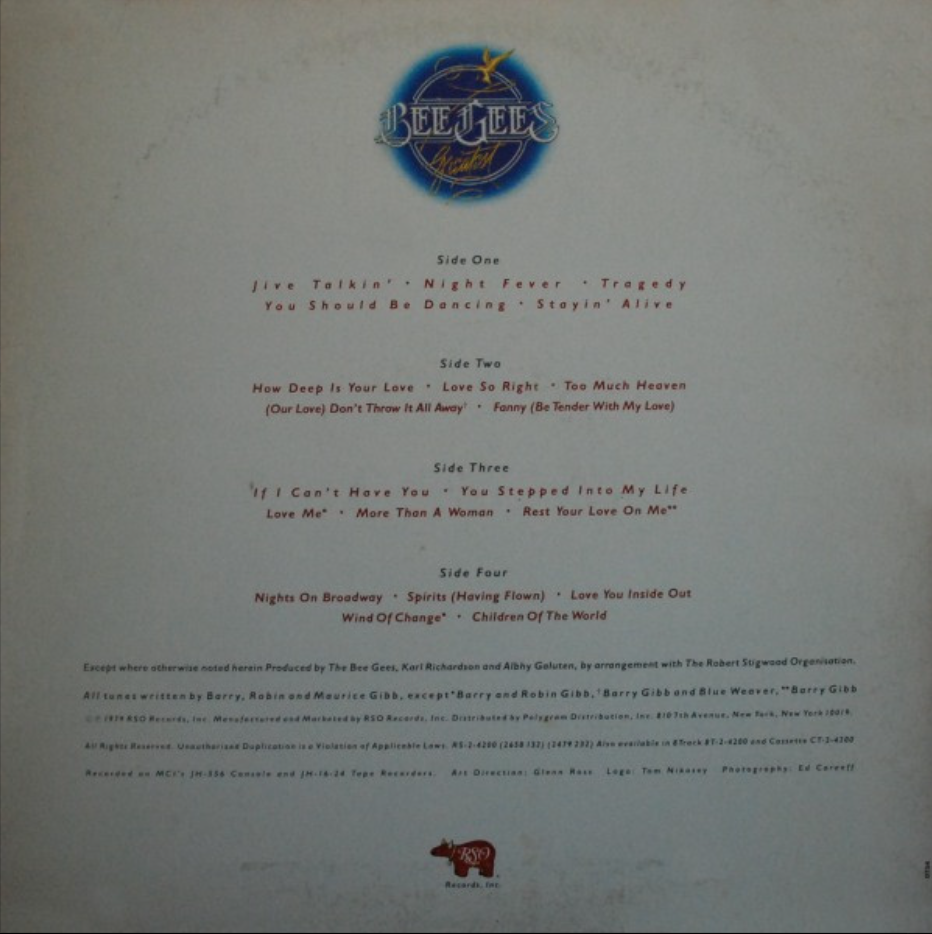 BEE GEES
Greatest
Side One
Jive Talkin' • Night Fever • Tragedy
You Should Be Dancing • Stayin' Alive
Side Two
How Deep Is Your Love • Love So Right • Too Much Heaven
(Our Love) Don't Throw It All Away† • Fanny (Be Tender With My Love)
Side Three
If I Can't Have You • You Stepped Into My Life
Love Me* • More Than A Woman • Rest Your Love On Me**
Side Four
Nights On Broadway • Spirits (Having Flown) • Love You Inside Out
Wind Of Change* • Children Of The World
Except where otherwise noted herein Produced by The Bee Gees, Karl Richardson and Albhy Galuten, by arrangement with The Robert Stigwood Organisation.
All tunes written by Barry, Robin and Maurice Gibb, except *Barry and Robin Gibb, †Barry Gibb and Blue Weaver, **Barry Gibb
©℗ 1979 RSO Records, Inc. Manufactured and Marketed by RSO Records, Inc. Distributed by Polygram Distribution, Inc. 810 7th Avenue, New York, New York 10019.
All Rights Reserved. Unauthorized Duplication is a Violation of Applicable Laws. RS-2-4200 (2658 132) (2479 232) Also available in 8Track 8T-2-4200 and Cassette CT-2-4200
Recorded on MCI's JH-556 Console and JH-16-24 Tape Recorders. Art Direction: Glenn Ross Logo: Tom Nikosey Photography: Ed Caraeff
RSO
Records, Inc.